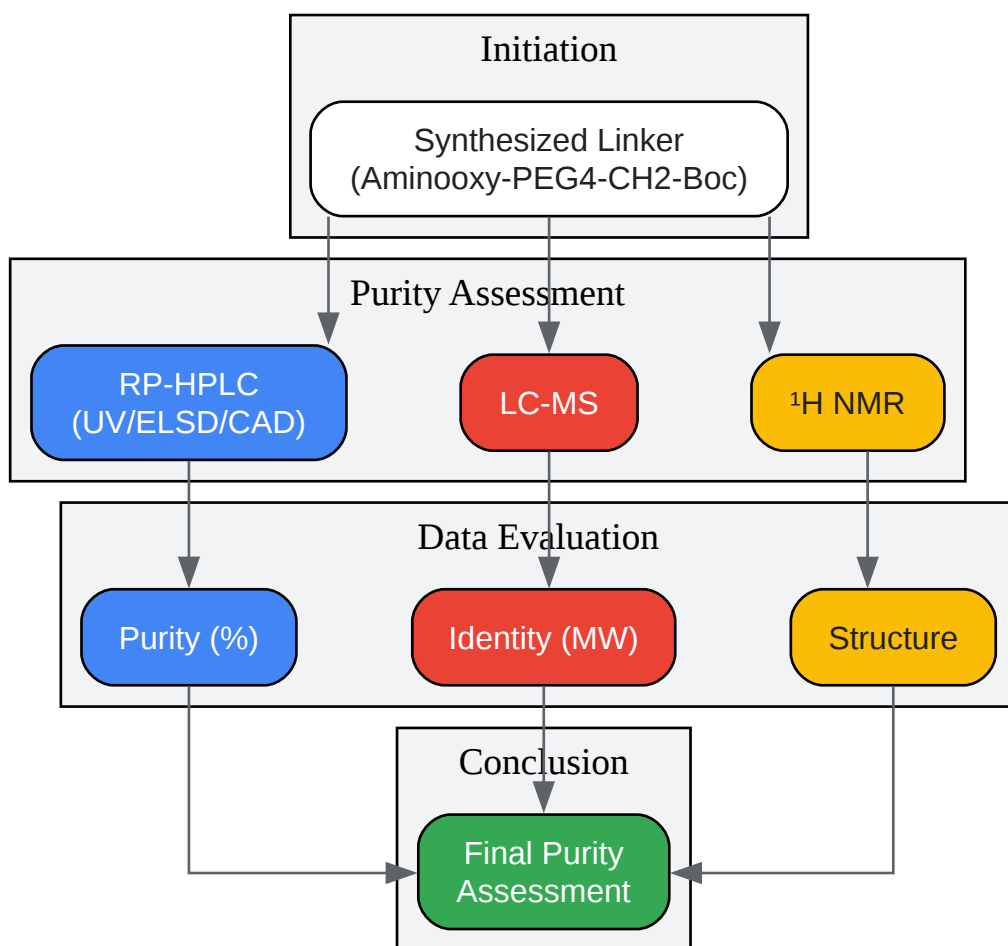 Initiation
Synthesized Linker
(Aminooxy-PEG4-CH2-Boc)
Purity Assessment
RP-HPLC
(UV/ELSD/CAD)
LC-MS
¹H NMR
Data Evaluation
Purity (%)
Identity (MW)
Structure
Conclusion
Final Purity
Assessment